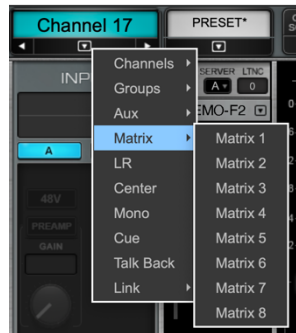 Channel 17
PRESET*
INP
SERVER LTNC
A
0
EMO-F2
A
48V
PREAMP
GAIN
Channels
Groups
Aux
Matrix
LR
Center
Mono
Cue
Talk Back
Link
Matrix 1
Matrix 2
Matrix 3
Matrix 4
Matrix 5
Matrix 6
Matrix 7
Matrix 8